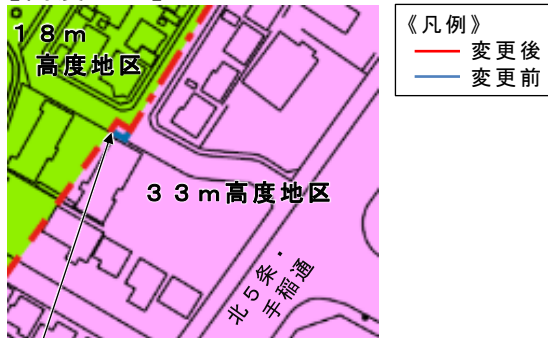 18m
高度地区
33m高度地区
北5条・
手稲通
《凡例》
変更後
変更前